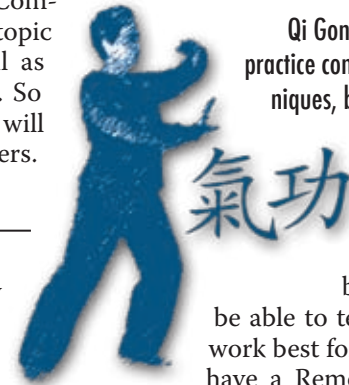 Com-
topic
l as
. So
will
ers.
Qi Gon
practice con
niques, b
氣功
b
be able to te
work best fo
have a Reme